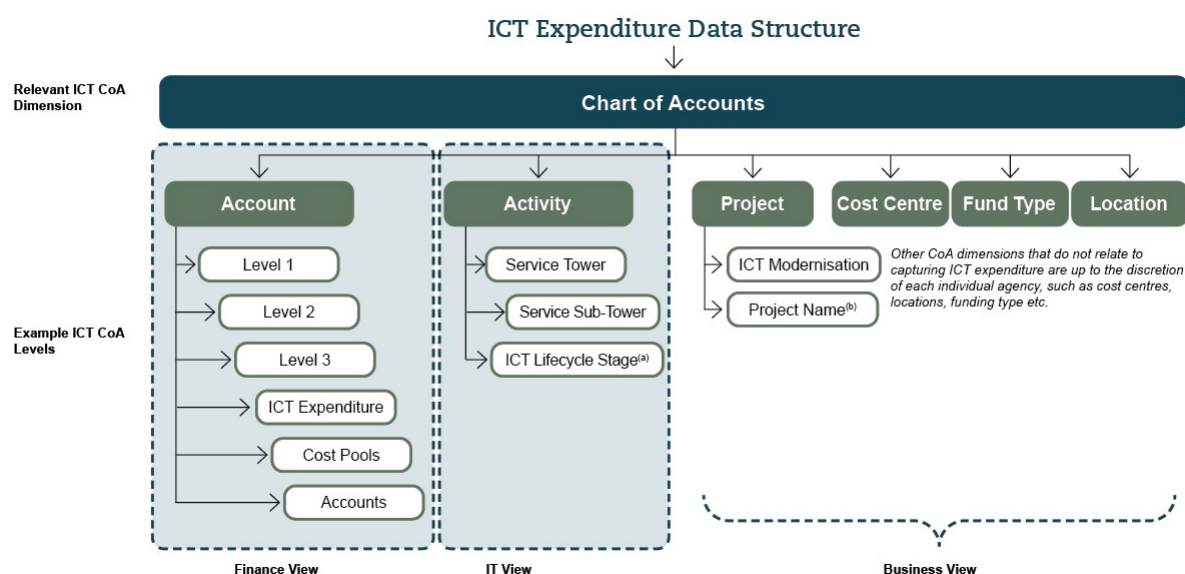 ICT Expenditure Data Structure
Relevant ICT CoA
Dimension
Chart of Accounts
Account
Activity
Project
Cost Centre
Fund Type
Location
Example ICT CoA
Levels
Level 1
Level 2
Level 3
ICT Expenditure
Cost Pools
Accounts
Service Tower
Service Sub-Tower
ICT Lifecycle Stage(a)
ICT Modernisation
Project Name(b)
Other CoA dimensions that do not relate to
capturing ICT expenditure are up to the discretion
of each individual agency, such as cost centres,
locations, funding type etc.
Finance View
IT View
Business View